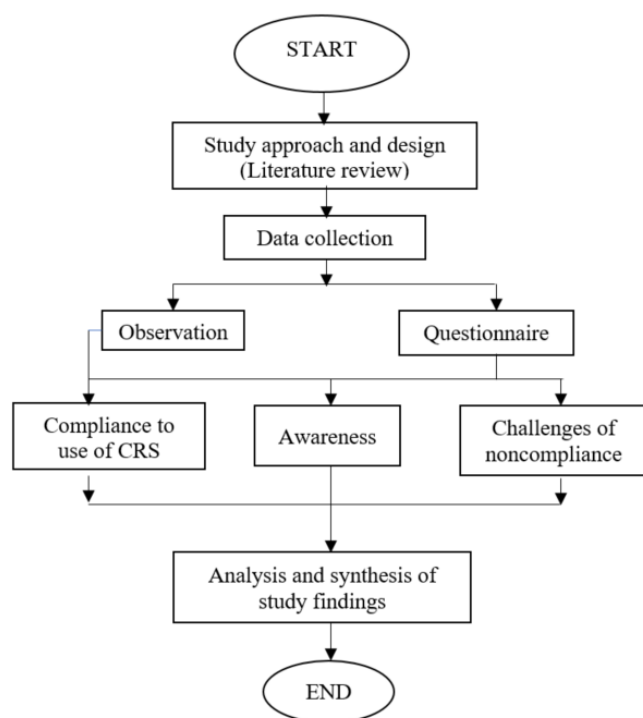 START
Study approach and design
(Literature review)
Data collection
Observation
Questionnaire
Compliance to
use of CRS
Awareness
Challenges of
noncompliance
Analysis and synthesis of
study findings
END